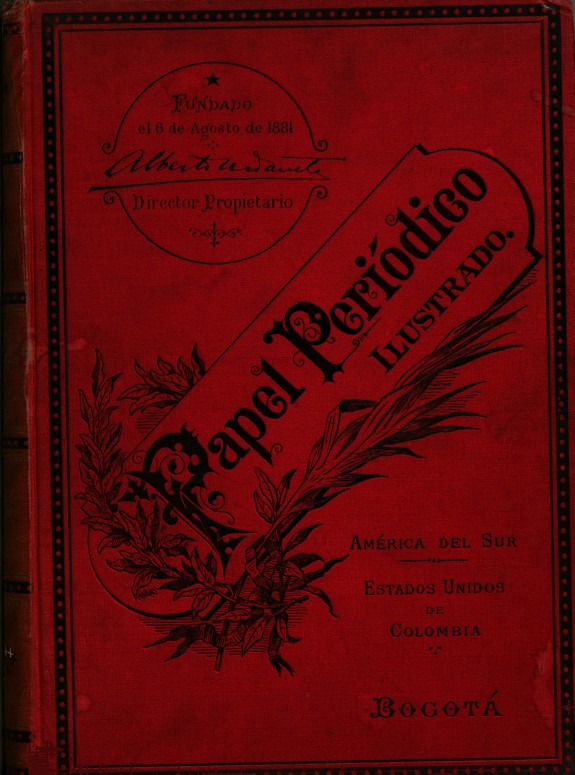 FUNDADO
el 6 de Agosto de 1881
Alberto Urdaneta
Director Propietario
Papel Periódico
ILUSTRADO.
AMÉRICA DEL SUR
ESTADOS UNIDOS
DE
COLOMBIA
BOGOTÁ